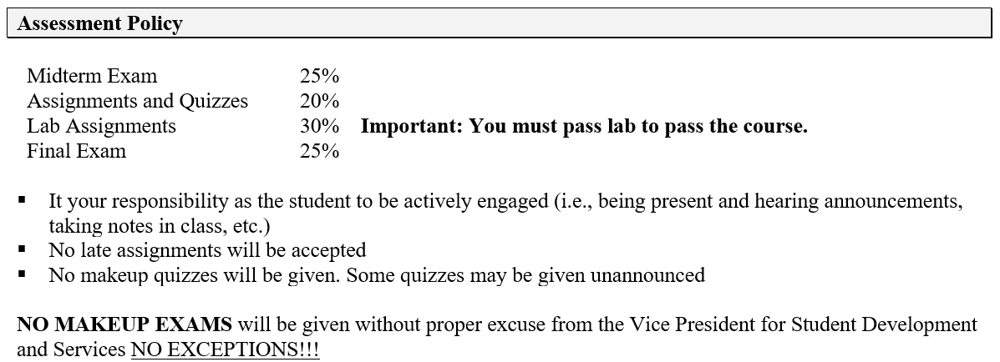 Assessment Policy
Midterm Exam 25%
Assignments and Quizzes 20%
Lab Assignments 30% Important: You must pass lab to pass the course.
Final Exam 25%
▪ It your responsibility as the student to be actively engaged (i.e., being present and hearing announcements,
taking notes in class, etc.)
▪ No late assignments will be accepted
▪ No makeup quizzes will be given. Some quizzes may be given unannounced
NO MAKEUP EXAMS will be given without proper excuse from the Vice President for Student Development
and Services NO EXCEPTIONS!!!